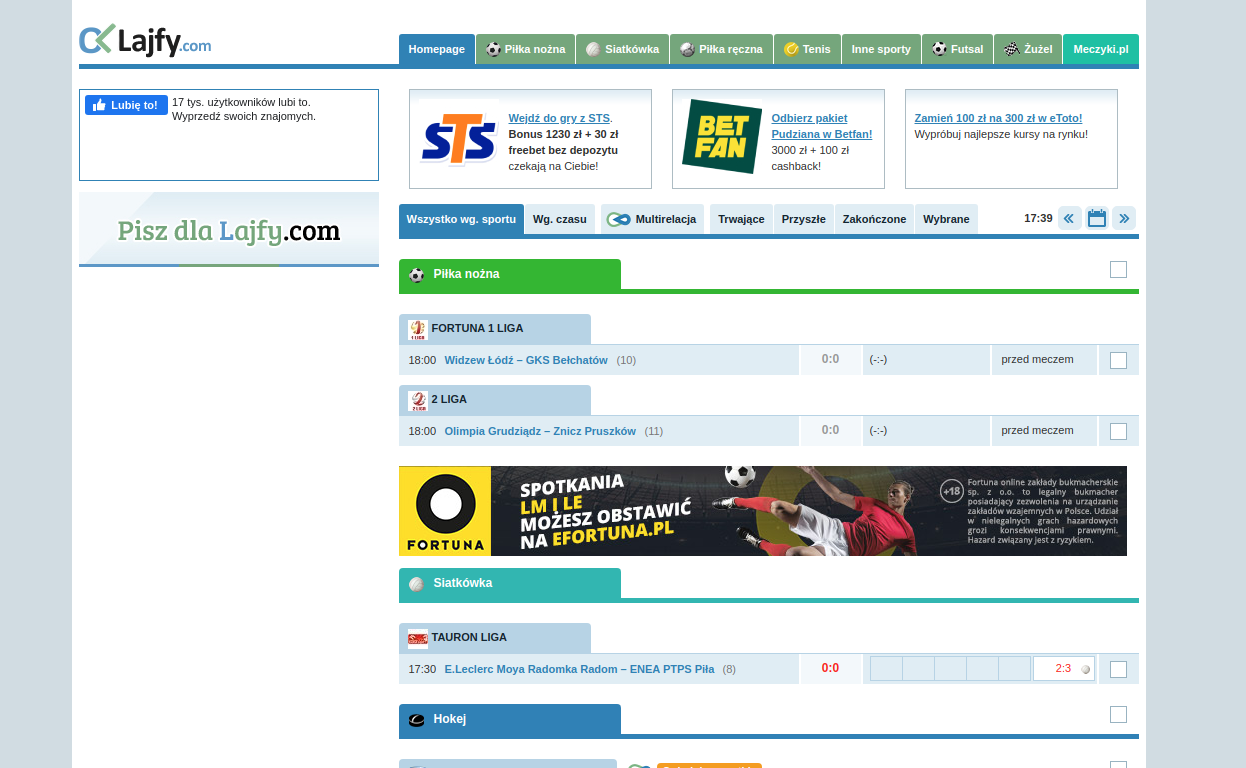 Lajfy.com
Homepage
Piłka nożna
Siatkówka
Piłka ręczna
Tenis
Inne sporty
Futsal
Żużel
Meczyki.pl
Lubię to!
17 tys. użytkowników lubi to.
Wyprzedź swoich znajomych.
Pisz dla Lajfy.com
STS
Wejdź do gry z STS.
Bonus 1230 zł + 30 zł
freebet bez depozytu
czekają na Ciebie!
BET
FAN
Odbierz pakiet
Pudziana w Betfan!
3000 zł + 100 zł
cashback!
Zamień 100 zł na 300 zł w eToto!
Wypróbuj najlepsze kursy na rynku!
Wszystko wg. sportu
Wg. czasu
Multirelacja
Trwające
Przyszłe
Zakończone
Wybrane
17:39
Piłka nożna
1 LIGA
FORTUNA 1 LIGA
18:00 Widzew Łódź – GKS Bełchatów (10) 0:0 (-:-) przed meczem
2 LIGA
2 LIGA
18:00 Olimpia Grudziądz – Znicz Pruszków (11) 0:0 (-:-) przed meczem
FORTUNA
SPOTKANIA
LM I LE
MOŻESZ OBSTAWIĆ
NA EFORTUNA.PL
+18
Fortuna online zakłady bukmacherskie
sp. z o.o. to legalny bukmacher
posiadający zezwolenia na urządzanie
zakładów wzajemnych w Polsce. Udział
w nielegalnych grach hazardowych
grozi konsekwencjami prawnymi.
Hazard związany jest z ryzykiem.
Siatkówka
TAURON LIGA
17:30 E.Leclerc Moya Radomka Radom – ENEA PTPS Piła (8) 0:0 2:3
Hokej